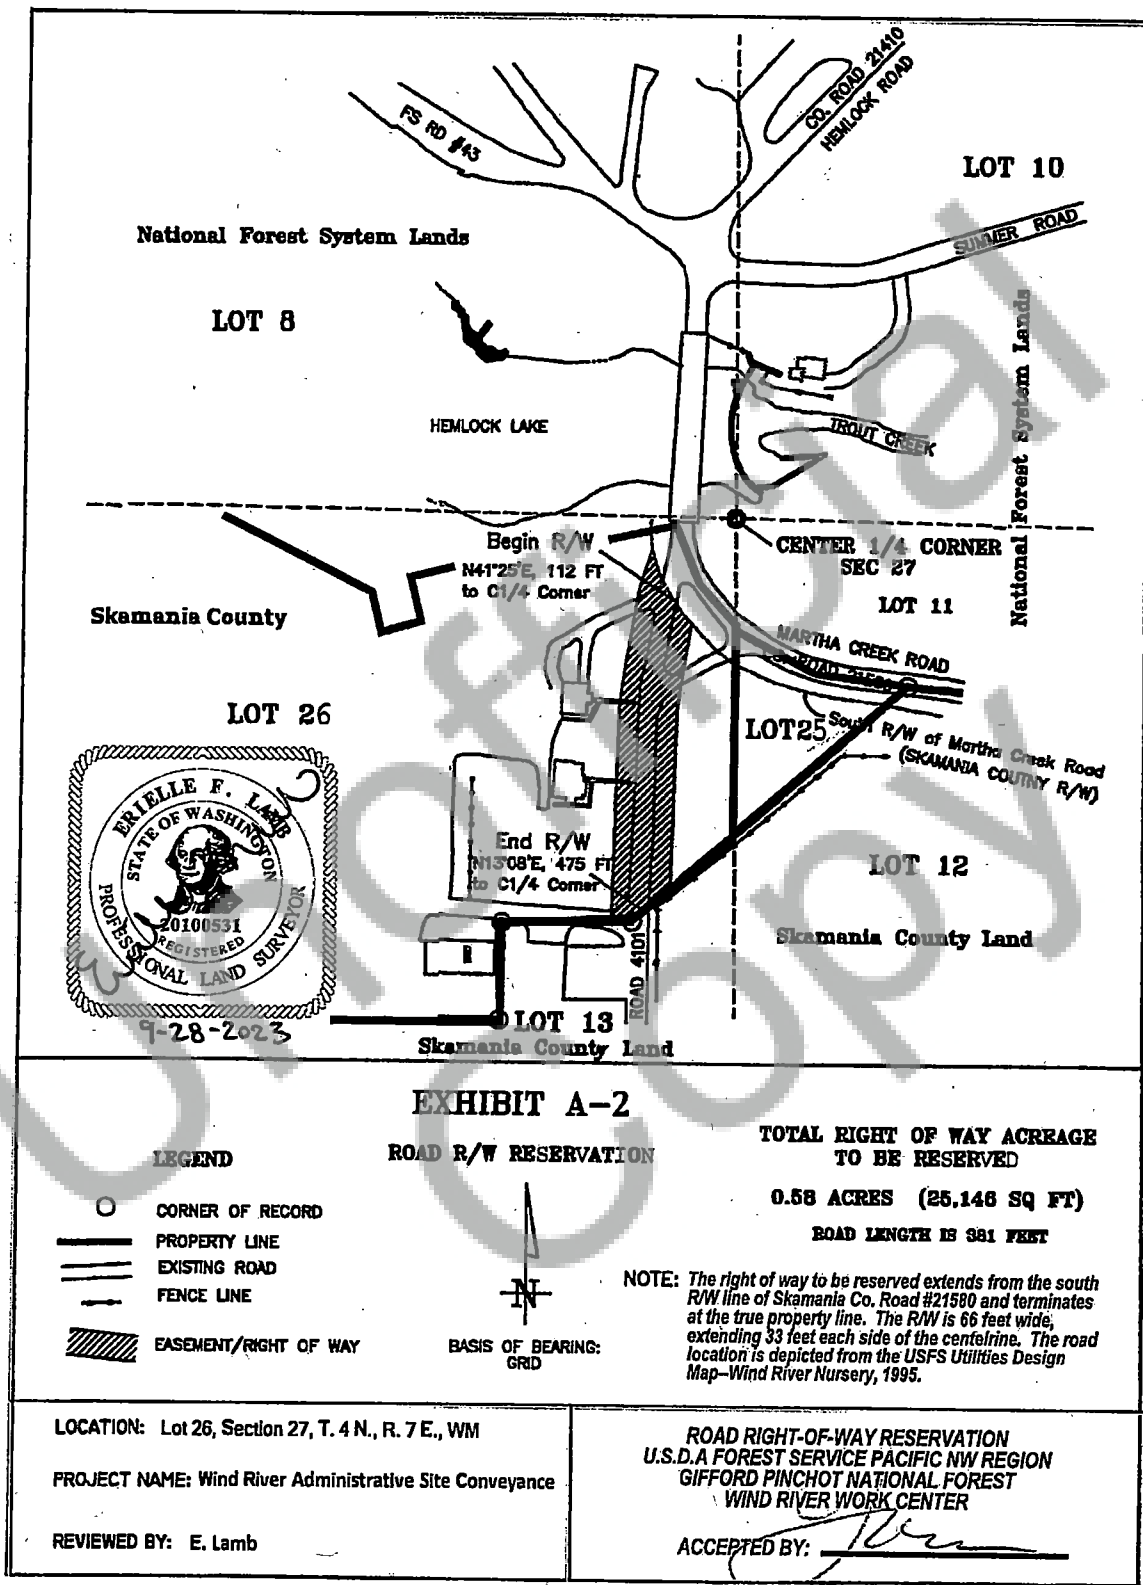 CO. ROAD 21410
HEMLOCK ROAD
FS RD #43
LOT 10
National Forest System Lands
SUMMER ROAD
LOT 8
National Forest System Lands
HEMLOCK LAKE
TROUT CREEK
Begin R/W
N41°25'E, 112 FT
to C1/4 Corner
CENTER 1/4 CORNER
SEC 27
LOT 11
Skamania County
MARTHA CREEK ROAD
ROAD 21580
LOT 26
LOT25
South R/W of Martha Creek Road
(SKAMANIA COUTNY R/W)
ERIELLE F. LAMB
STATE OF WASHINGTON
20100531
REGISTERED
PROFESSIONAL LAND SURVEYOR
9-28-2023
End R/W
N13°08'E, 475 FT
to C1/4 Corner
LOT 12
Skamania County Land
R
ROAD 4101
LOT 13
Skamania County Land
EXHIBIT A-2
ROAD R/W RESERVATION
LEGEND
CORNER OF RECORD
PROPERTY LINE
EXISTING ROAD
FENCE LINE
EASEMENT/RIGHT OF WAY
N
BASIS OF BEARING:
GRID
TOTAL RIGHT OF WAY ACREAGE
TO BE RESERVED
0.58 ACRES (25,146 SQ FT)
ROAD LENGTH IS 381 FEET
NOTE: The right of way to be reserved extends from the south
R/W line of Skamania Co. Road #21580 and terminates
at the true property line. The R/W is 66 feet wide,
extending 33 feet each side of the cenfelrine. The road
location is depicted from the USFS Utilities Design
Map–Wind River Nursery, 1995.
LOCATION: Lot 26, Section 27, T. 4 N., R. 7 E., WM
PROJECT NAME: Wind River Administrative Site Conveyance
REVIEWED BY: E. Lamb
ROAD RIGHT-OF-WAY RESERVATION
U.S.D.A FOREST SERVICE PACIFIC NW REGION
GIFFORD PINCHOT NATIONAL FOREST
WIND RIVER WORK CENTER
ACCEPTED BY:
Unofficial
Copy